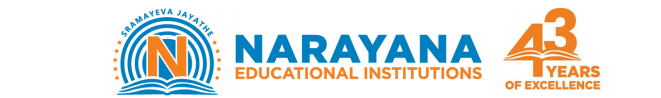 SRAMAYEVA JAYATHE
N
NARAYANA
EDUCATIONAL INSTITUTIONS
43
YEARS
OF EXCELLENCE